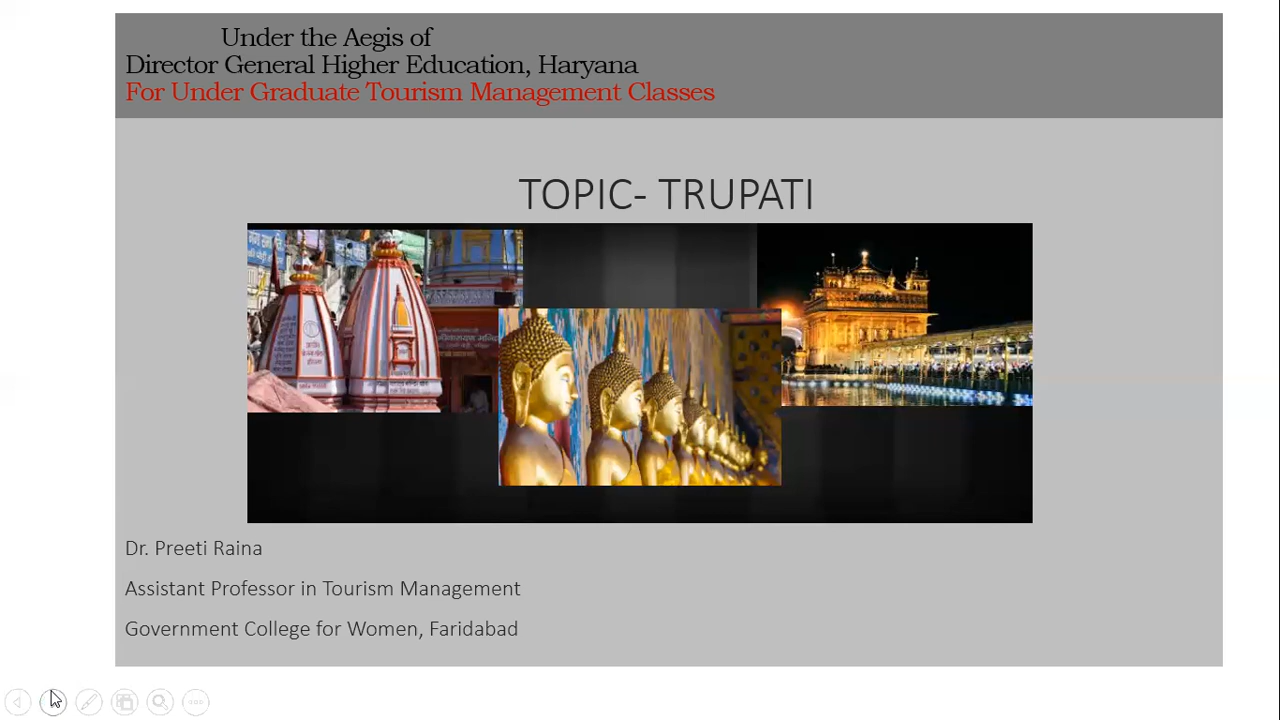 Under the Aegis of
Director General Higher Education, Haryana
For Under Graduate Tourism Management Classes
TOPIC- TRUPATI
Dr. Preeti Raina
Assistant Professor in Tourism Management
Government College for Women, Faridabad